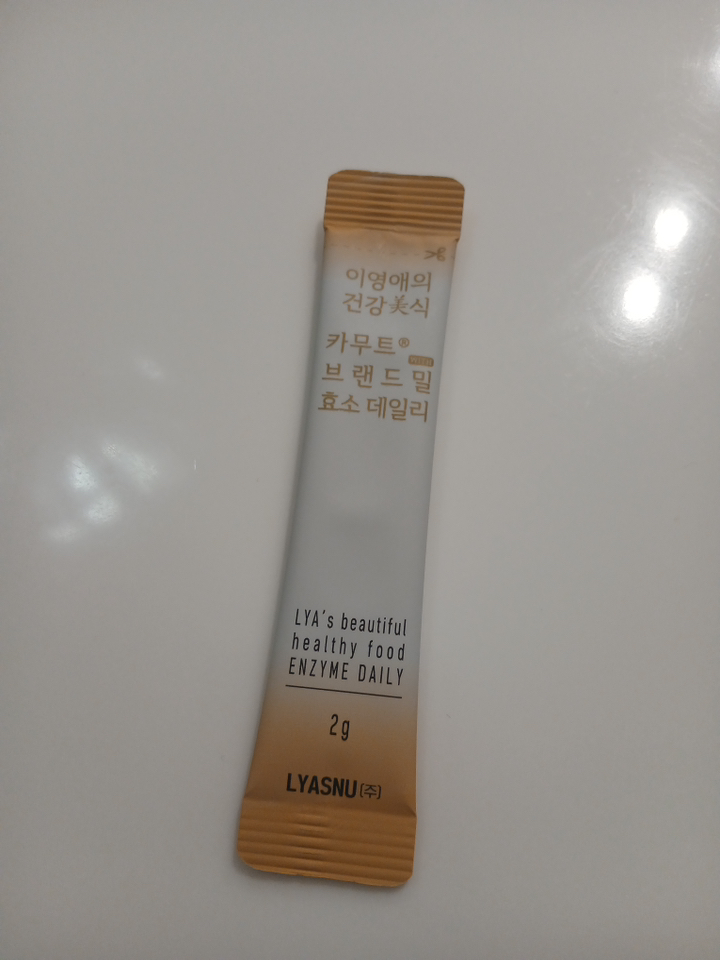 이영애의
건강美식
카무트®
브랜드 밀
효소 데일리
LYA's beautiful
healthy food
ENZYME DAILY
2g
LYASNU(주)